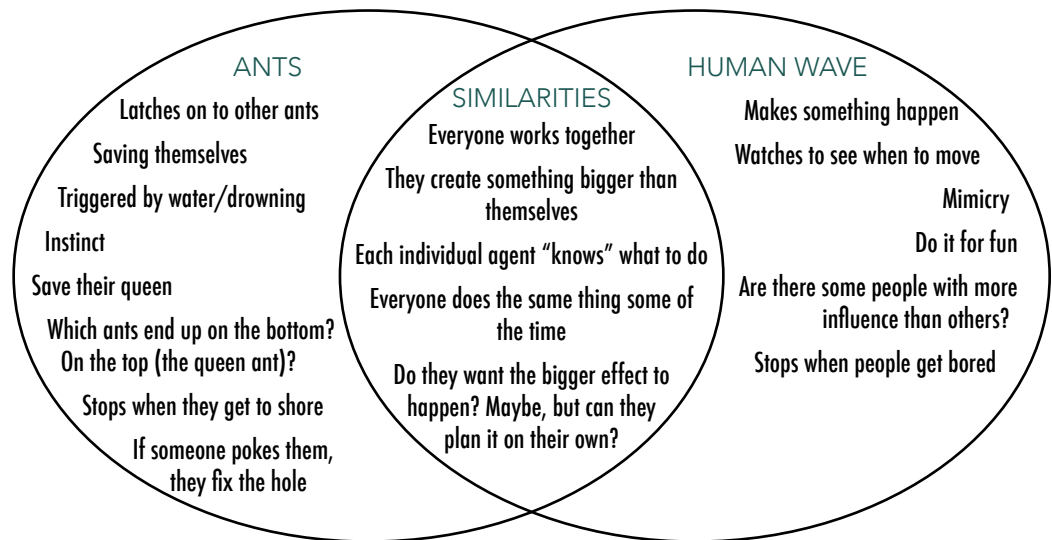 ANTS
Latches on to other ants
Saving themselves
Triggered by water/drowning
Instinct
Save their queen
Which ants end up on the bottom?
On the top (the queen ant)?
Stops when they get to shore
If someone pokes them,
they fix the hole
SIMILARITIES
Everyone works together
They create something bigger than
themselves
Each individual agent “knows” what to do
Everyone does the same thing some of
the time
Do they want the bigger effect to
happen? Maybe, but can they
plan it on their own?
HUMAN WAVE
Makes something happen
Watches to see when to move
Mimicry
Do it for fun
Are there some people with more
influence than others?
Stops when people get bored